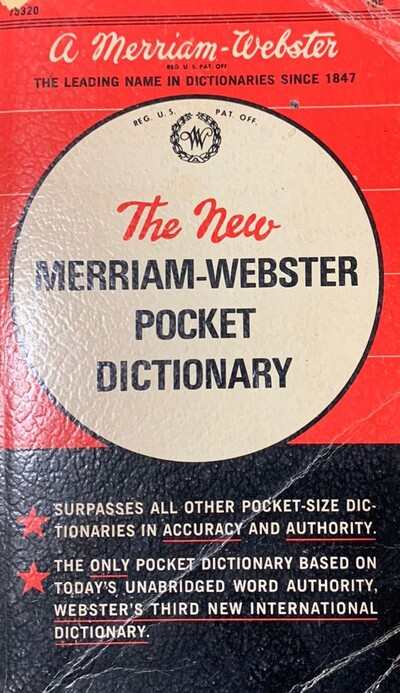 75320
A Merriam-Webster
REG. U.S. PAT. OFF.
THE LEADING NAME IN DICTIONARIES SINCE 1847
REG. U.S. PAT. OFF.
W
The New
MERRIAM-WEBSTER
POCKET
DICTIONARY
SURPASSES ALL OTHER POCKET-SIZE DIC-
TIONARIES IN ACCURACY AND AUTHORITY.
THE ONLY POCKET DICTIONARY BASED ON
TODAY'S UNABRIDGED WORD AUTHORITY,
WEBSTER'S THIRD NEW INTERNATIONAL
DICTIONARY.